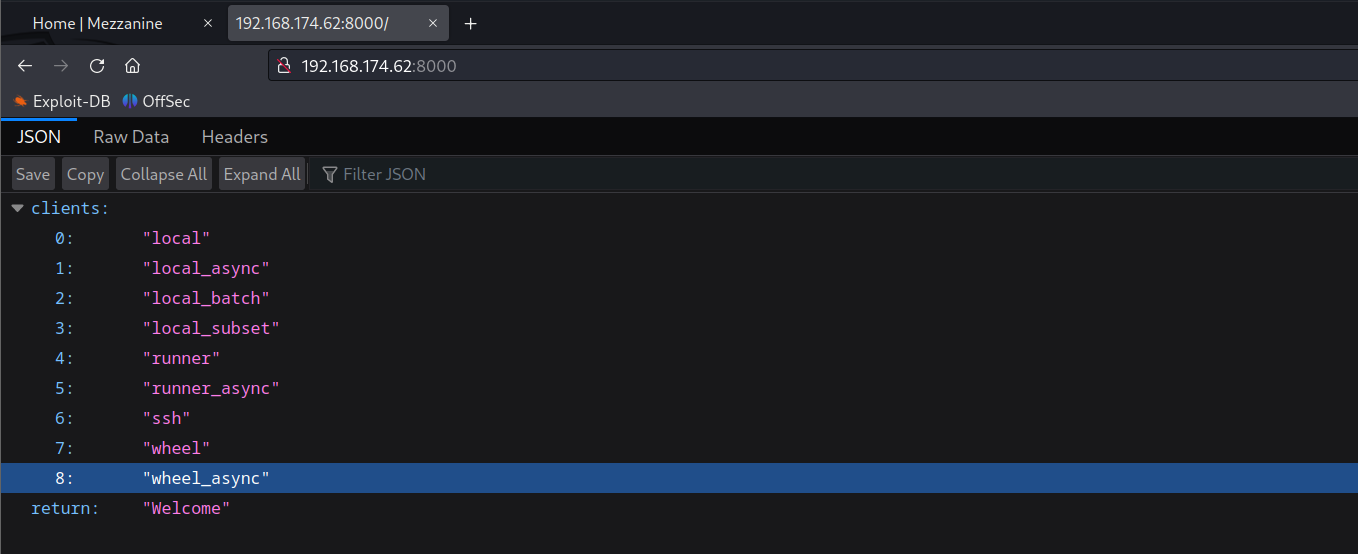 Home | Mezzanine
192.168.174.62:8000/
192.168.174.62:8000
Exploit-DB OffSec
JSON Raw Data Headers
Save Copy Collapse All Expand All Filter JSON
clients:
0: "local"
1: "local_async"
2: "local_batch"
3: "local_subset"
4: "runner"
5: "runner_async"
6: "ssh"
7: "wheel"
8: "wheel_async"
return: "Welcome"